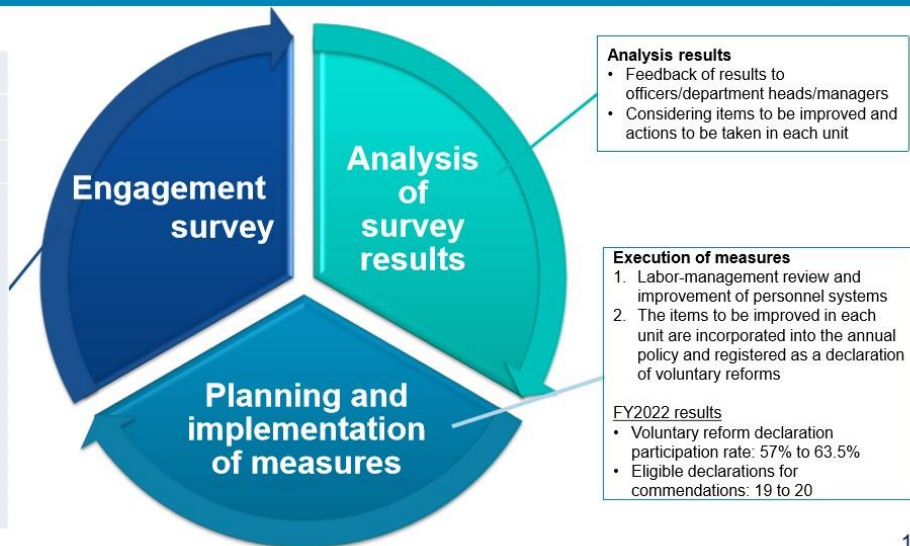 Engagement
survey
Analysis
of
survey
results
Planning and
implementation
of measures
Analysis results
• Feedback of results to
officers/department heads/managers
• Considering items to be improved and
actions to be taken in each unit
Execution of measures
1. Labor-management review and
improvement of personnel systems
2. The items to be improved in each
unit are incorporated into the annual
policy and registered as a declaration
of voluntary reforms
FY2022 results
• Voluntary reform declaration
participation rate: 57% to 63.5%
• Eligible declarations for
commendations: 19 to 20
1